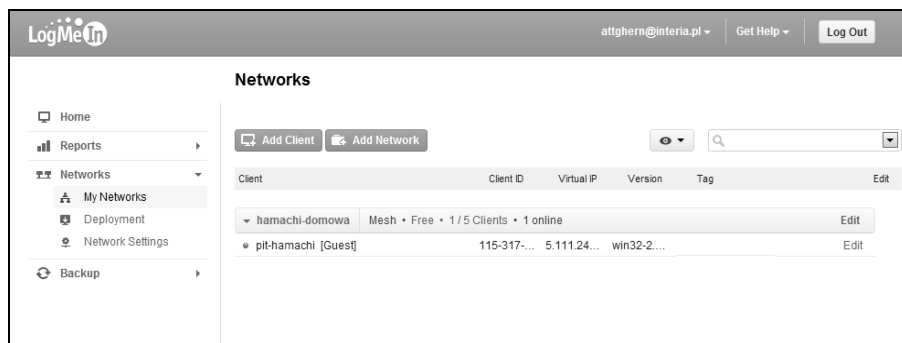 LogMeIn
attghern@interia.pl Get Help Log Out
Networks
Home
Reports
Networks
My Networks
Deployment
Network Settings
Backup
Add Client Add Network
Client Client ID Virtual IP Version Tag Edit
hamachi-domowa Mesh • Free • 1 / 5 Clients • 1 online Edit
pit-hamachi [Guest] 115-317-... 5.111.24... win32-2.... Edit